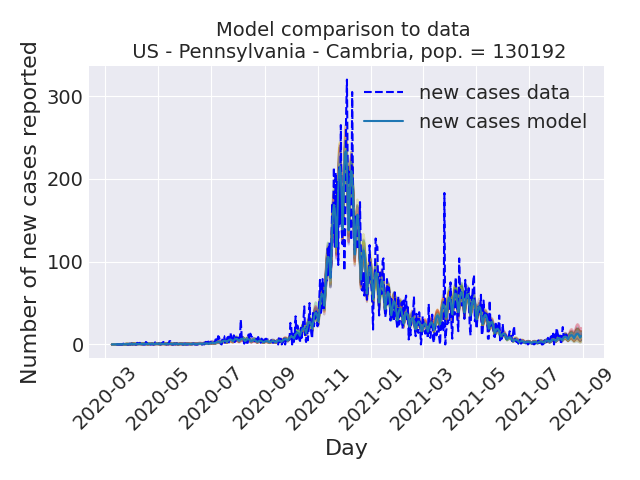 Model comparison to data
US - Pennsylvania - Cambria, pop. = 130192
Number of new cases reported
300
200
100
0
new cases data
new cases model
2020-03
2020-05
2020-07
2020-09
2020-11
2021-01
2021-03
2021-05
2021-07
2021-09
Day